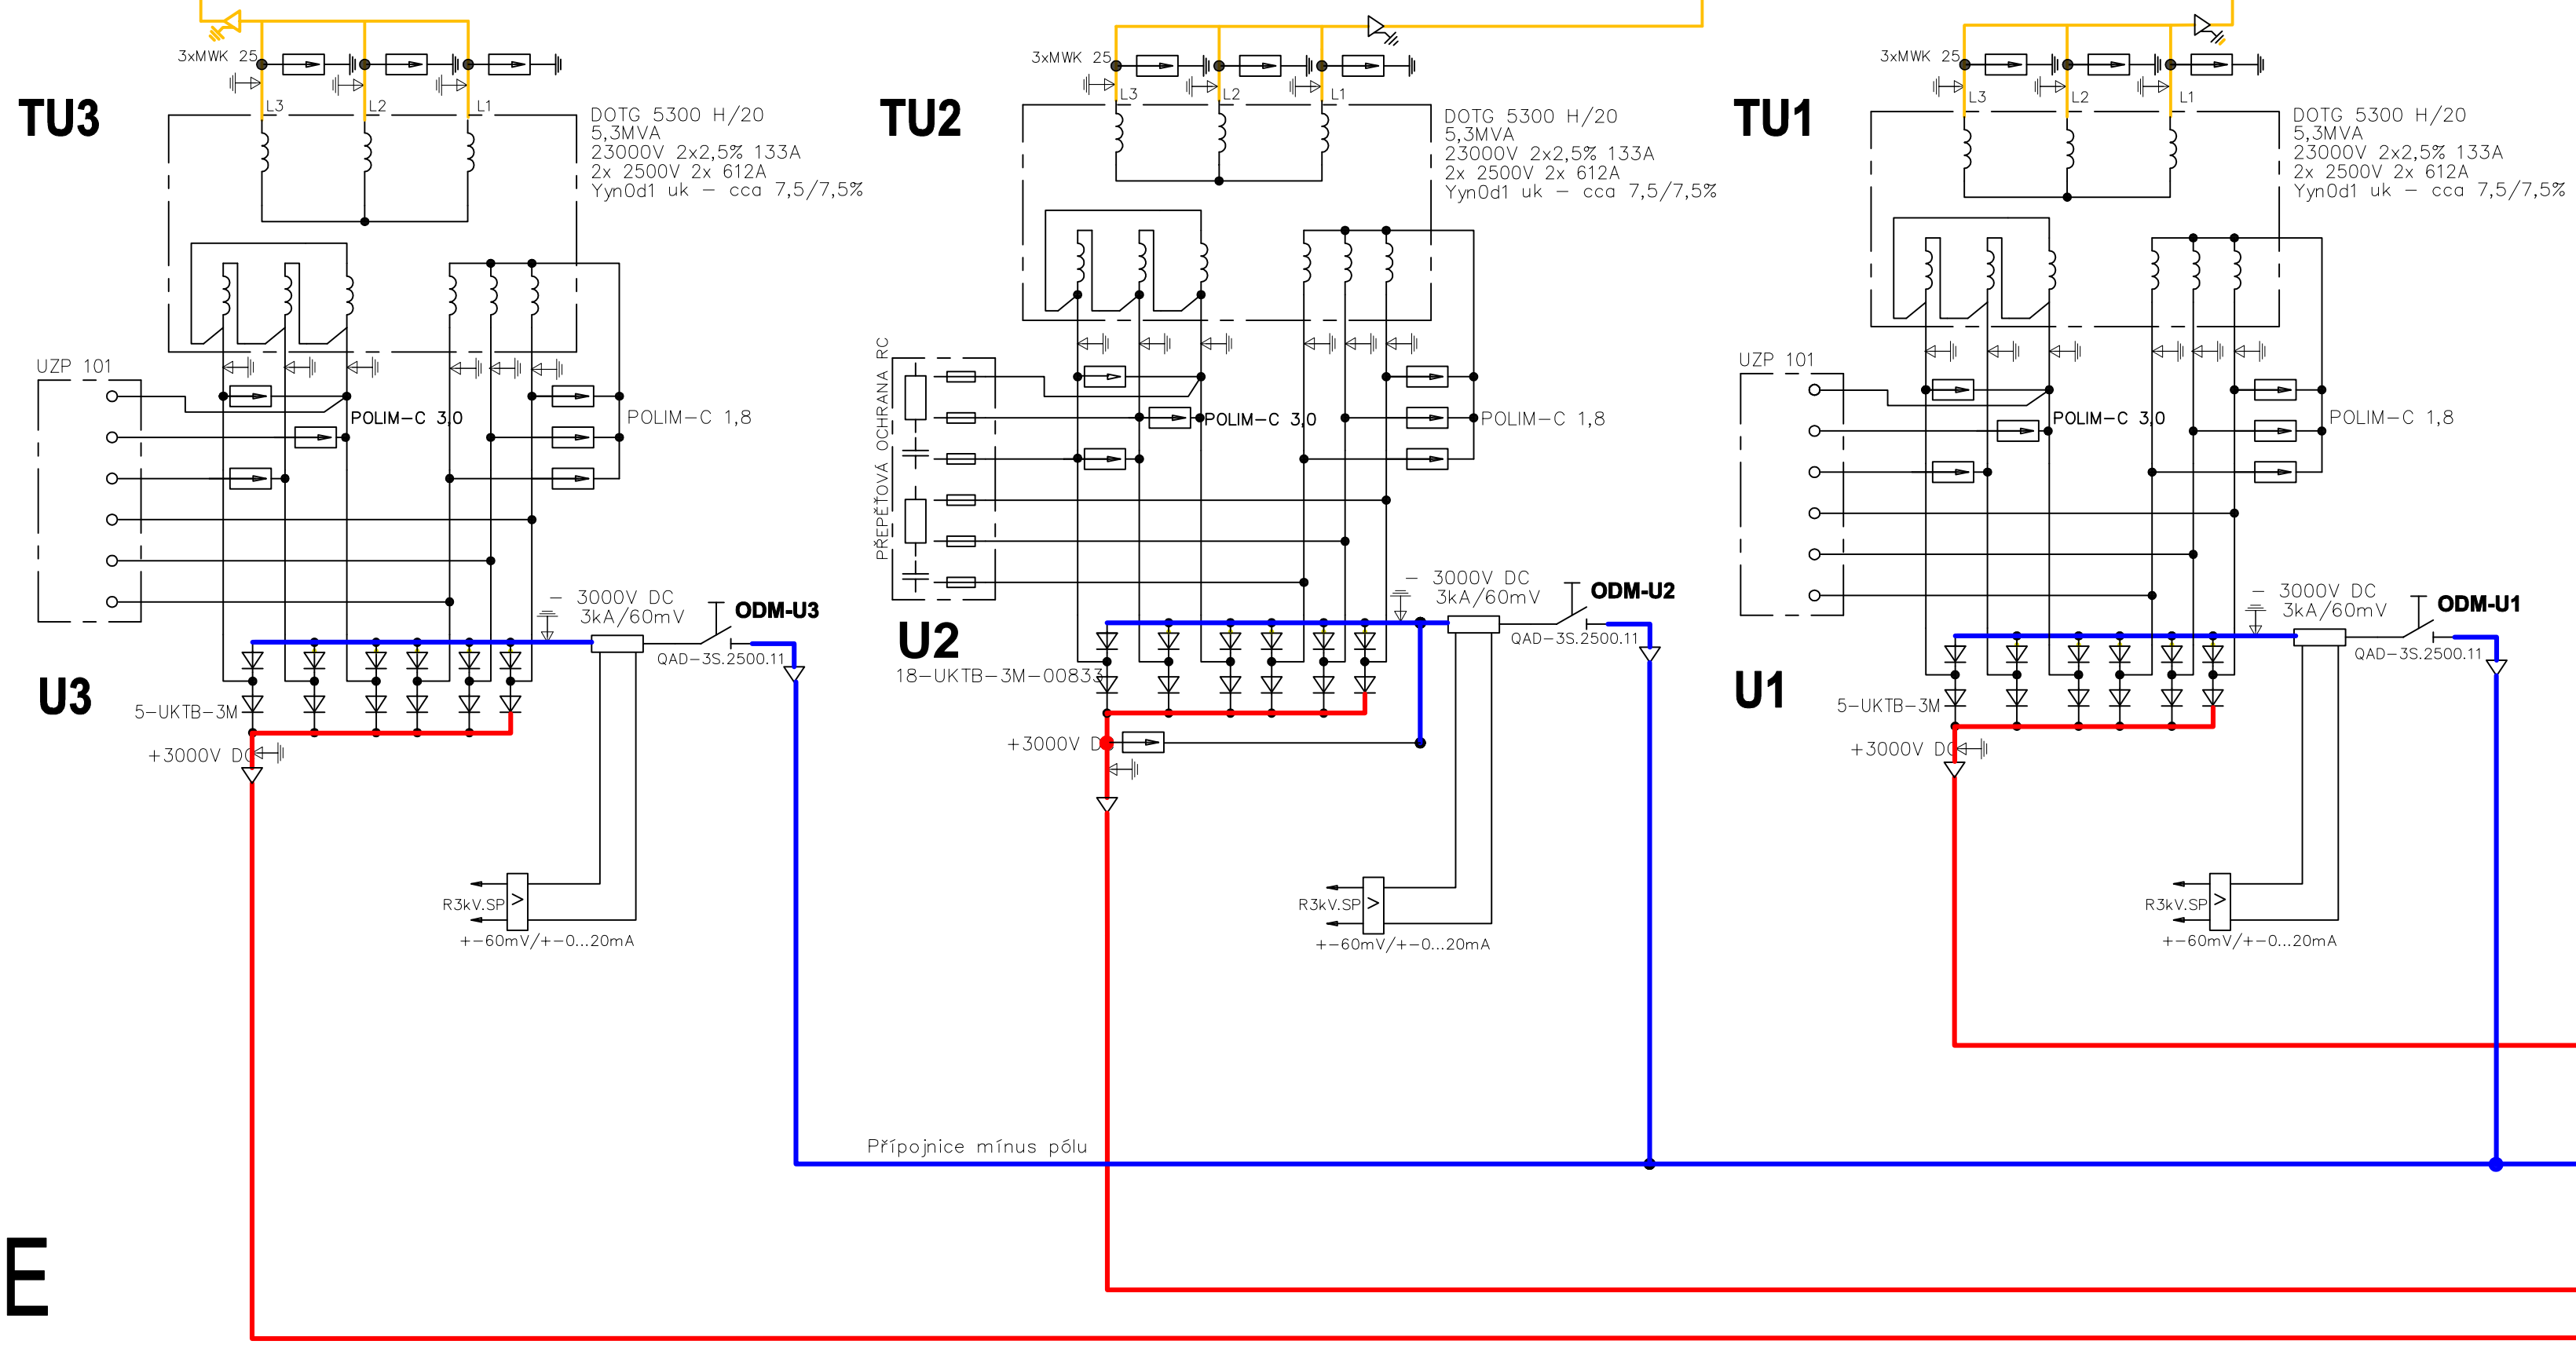 3xMWK 25
L3
L2
L1
TU3
DOTG 5300 H/20
5,3MVA
23000V 2x2,5% 133A
2x 2500V 2x 612A
Yyn0d1 uk – cca 7,5/7,5%
UZP 101
POLIM-C 3,0
POLIM-C 1,8
– 3000V DC
3kA/60mV
ODM-U3
QAD-3S.2500.11
U3
5-UKTB-3M
+3000V DC
R3kV.SP
>
+-60mV/+-0...20mA
3xMWK 25
L3
L2
L1
TU2
DOTG 5300 H/20
5,3MVA
23000V 2x2,5% 133A
2x 2500V 2x 612A
Yyn0d1 uk – cca 7,5/7,5%
PŘEPĚŤOVÁ OCHRANA RC
POLIM-C 3,0
POLIM-C 1,8
– 3000V DC
3kA/60mV
ODM-U2
QAD-3S.2500.11
U2
18-UKTB-3M-00833
+3000V DC
R3kV.SP
>
+-60mV/+-0...20mA
3xMWK 25
L3
L2
L1
TU1
DOTG 5300 H/20
5,3MVA
23000V 2x2,5% 133A
2x 2500V 2x 612A
Yyn0d1 uk – cca 7,5/7,5%
UZP 101
POLIM-C 3,0
POLIM-C 1,8
– 3000V DC
3kA/60mV
ODM-U1
QAD-3S.2500.11
U1
5-UKTB-3M
+3000V DC
R3kV.SP
>
+-60mV/+-0...20mA
Přípojnice mínus pólu
E